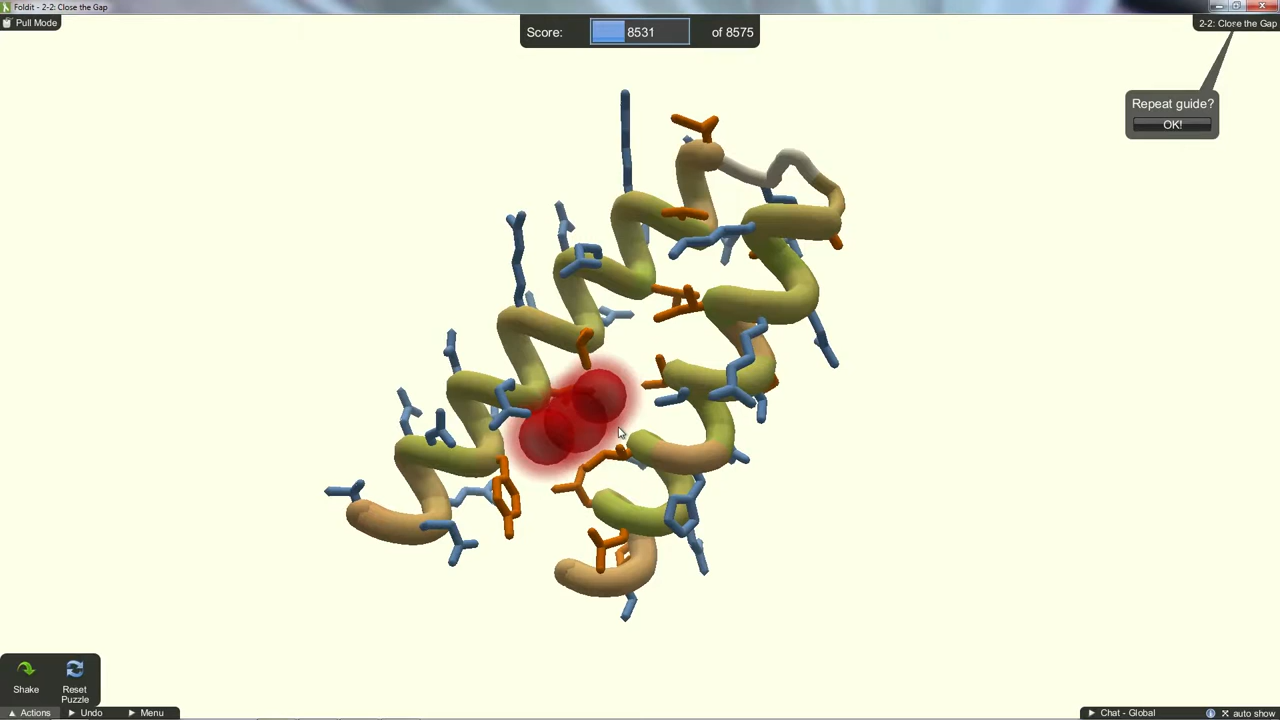 Foldit - 2-2: Close the Gap
Pull Mode
Score: 8531 of 8575
2-2: Close the Gap
Repeat guide?
OK!
Shake
Reset Puzzle
Actions
Undo
Menu
Chat - Global
auto show